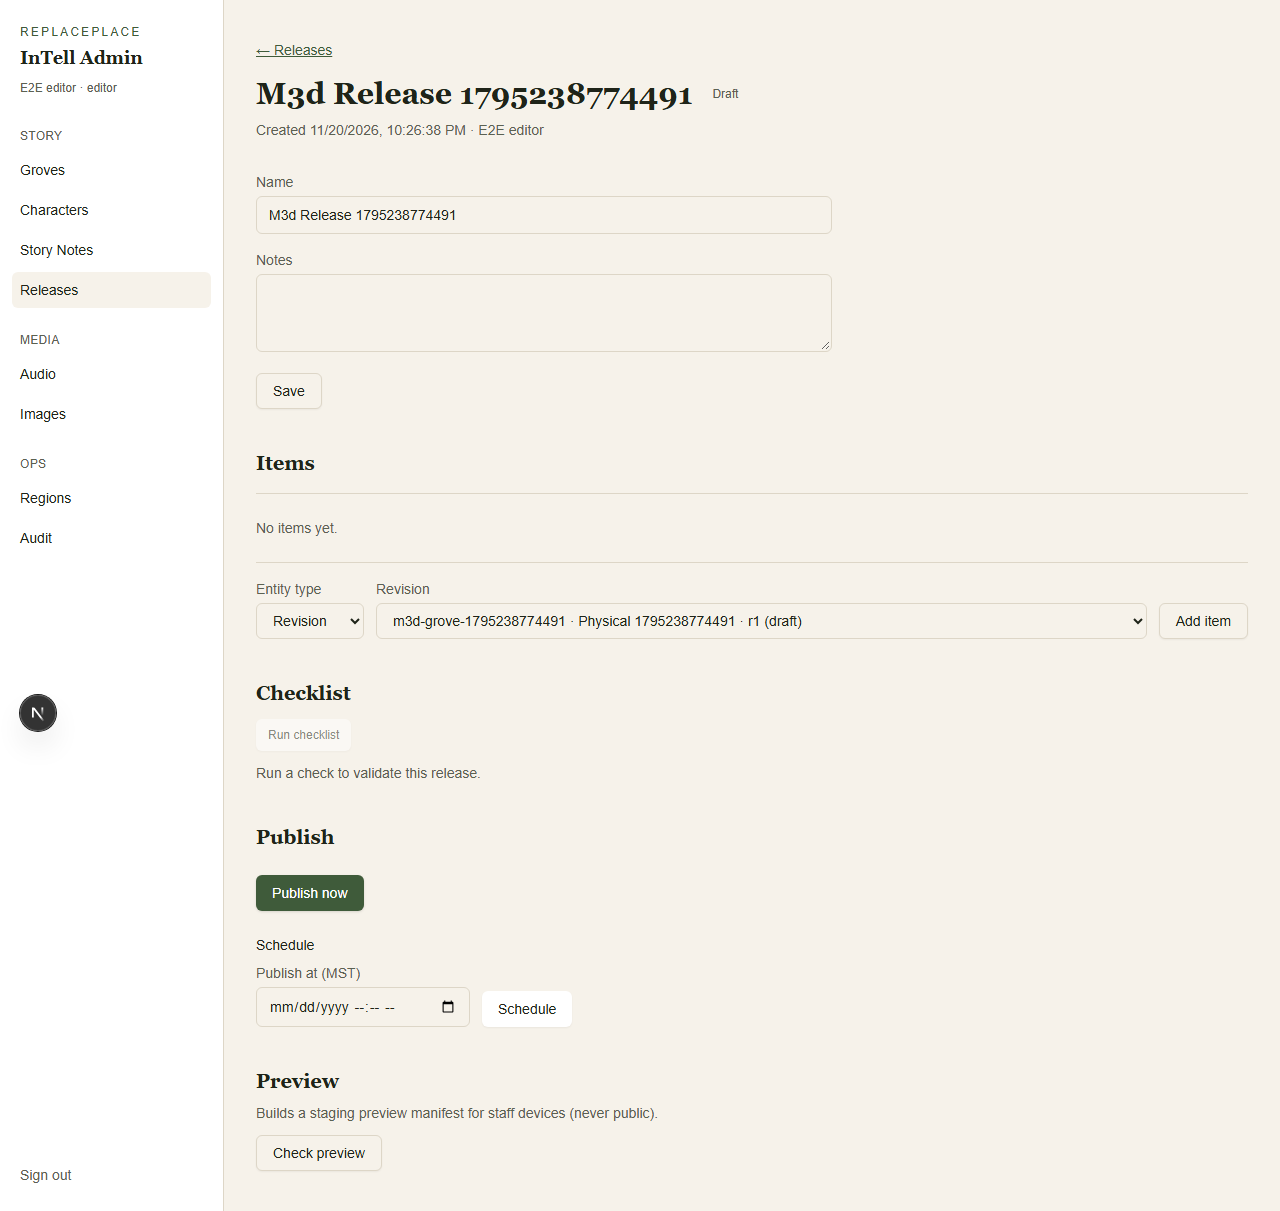 REPLACEPLACE
InTell Admin
E2E editor · editor
STORY
Groves
Characters
Story Notes
Releases
MEDIA
Audio
Images
OPS
Regions
Audit
Sign out
← Releases
M3d Release 1795238774491 Draft
Created 11/20/2026, 10:26:38 PM · E2E editor
Name
M3d Release 1795238774491
Notes
Save
Items
No items yet.
Entity type Revision
Revision m3d-grove-1795238774491 · Physical 1795238774491 · r1 (draft) Add item
Checklist
Run checklist
Run a check to validate this release.
Publish
Publish now
Schedule
Publish at (MST)
mm/dd/yyyy --:-- -- Schedule
Preview
Builds a staging preview manifest for staff devices (never public).
Check preview
N